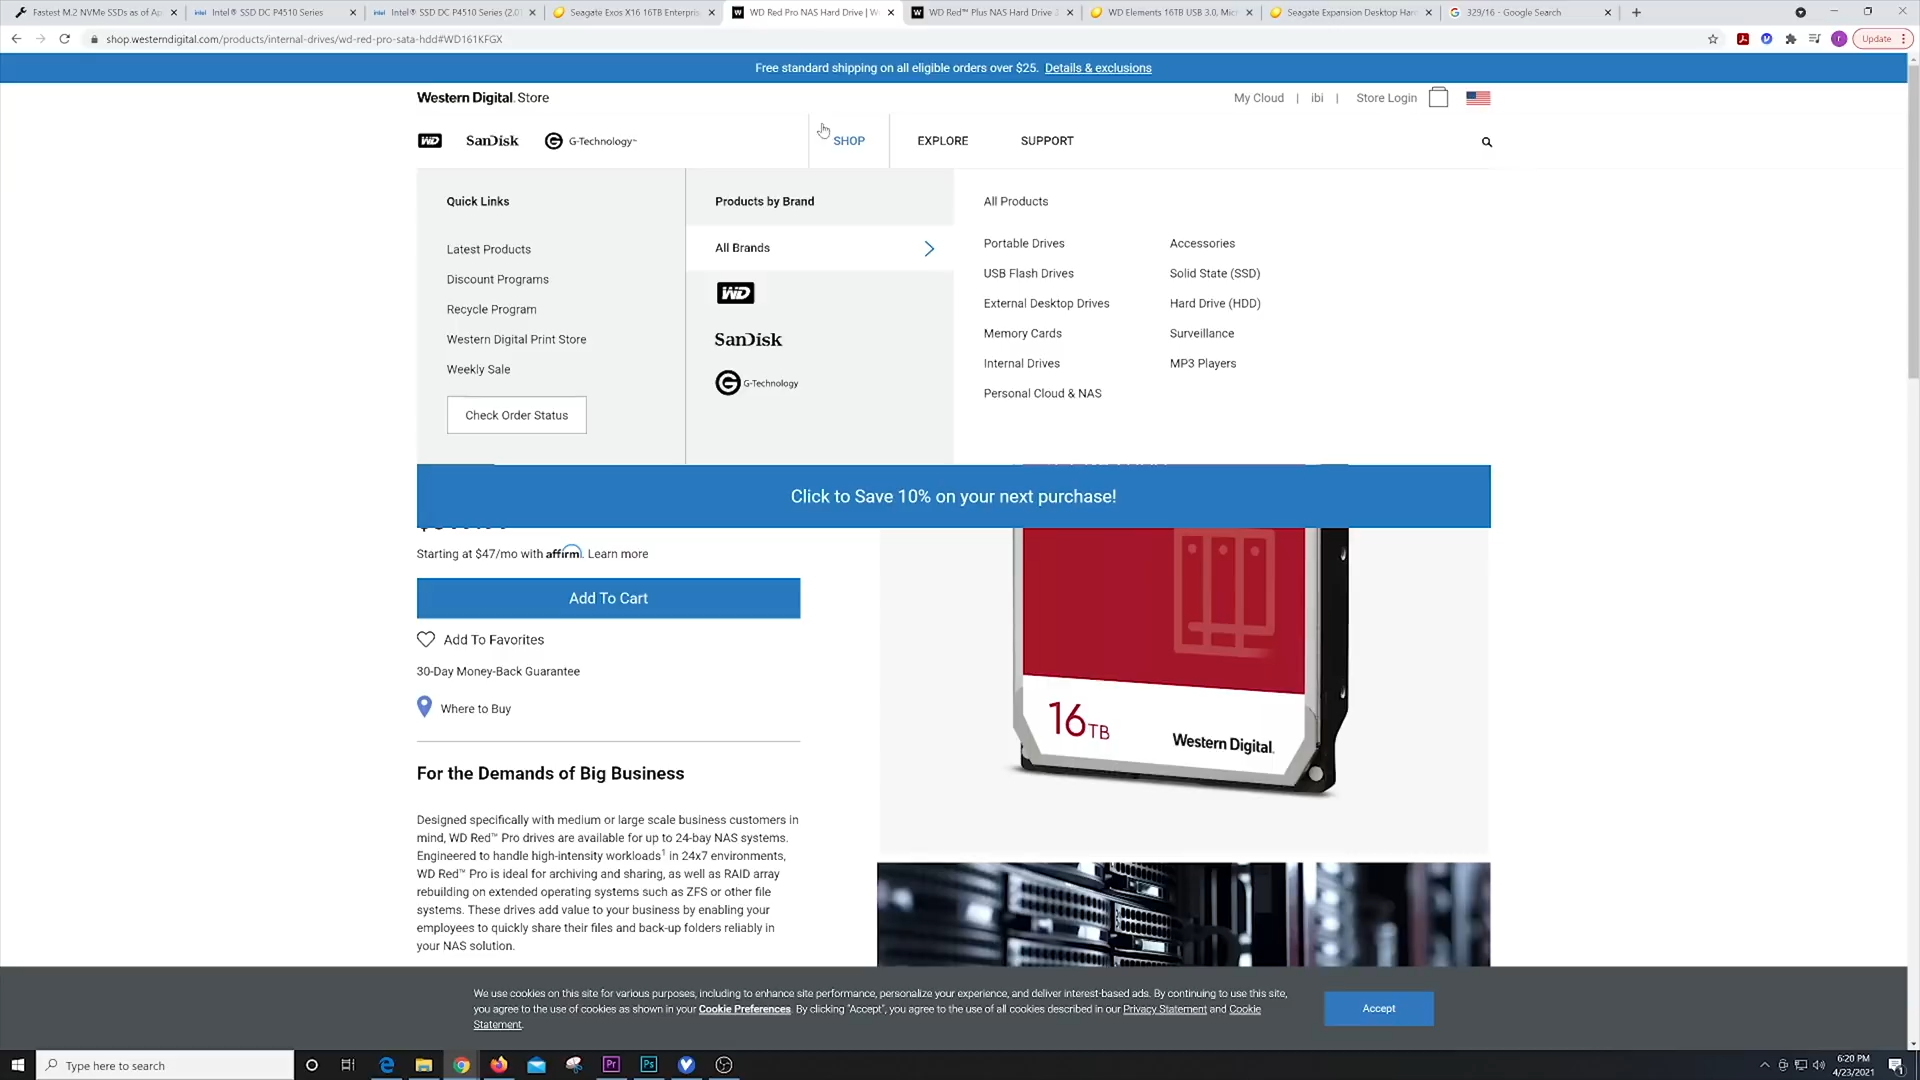 Fastest M.2 NVMe SSDs as of Ap
Intel® SSD DC P4510 Series
Intel® SSD DC P4510 Series (2.0
Seagate Exos X16 16TB Enterpris
WD Red Pro NAS Hard Drive | W
WD Red™ Plus NAS Hard Drive
WD Elements 16TB USB 3.0, Mic
Seagate Expansion Desktop Har
329/16 - Google Search
shop.westerndigital.com/products/internal-drives/wd-red-pro-sata-hdd#WD161KFGX
Update
Free standard shipping on all eligible orders over $25. Details & exclusions
Western Digital. Store
My Cloud | ibi | Store Login
WD SanDisk G-Technology™
SHOP EXPLORE SUPPORT
Quick Links
Latest Products
Discount Programs
Recycle Program
Western Digital Print Store
Weekly Sale
Check Order Status
Products by Brand
All Brands
WD
SanDisk
G-Technology
All Products
Portable Drives
USB Flash Drives
External Desktop Drives
Memory Cards
Internal Drives
Personal Cloud & NAS
Accessories
Solid State (SSD)
Hard Drive (HDD)
Surveillance
MP3 Players
Click to Save 10% on your next purchase!
Starting at $47/mo with affirm. Learn more
Add To Cart
Add To Favorites
30-Day Money-Back Guarantee
Where to Buy
16TB
Western Digital.
For the Demands of Big Business
Designed specifically with medium or large scale business customers in
mind, WD Red™ Pro drives are available for up to 24-bay NAS systems.
Engineered to handle high-intensity workloads1 in 24x7 environments,
WD Red™ Pro is ideal for archiving and sharing, as well as RAID array
rebuilding on extended operating systems such as ZFS or other file
systems. These drives add value to your business by enabling your
employees to quickly share their files and back-up folders reliably in
your NAS solution.
We use cookies on this site for various purposes, including to enhance site performance, personalize your experience, and deliver interest-based ads. By continuing to use this site,
you agree to the use of cookies as shown in your Cookie Preferences. By clicking "Accept", you agree to the use of all cookies described in our Privacy Statement and Cookie
Statement.
Accept
Type here to search
Pr
Ps
6:20 PM
4/23/2021